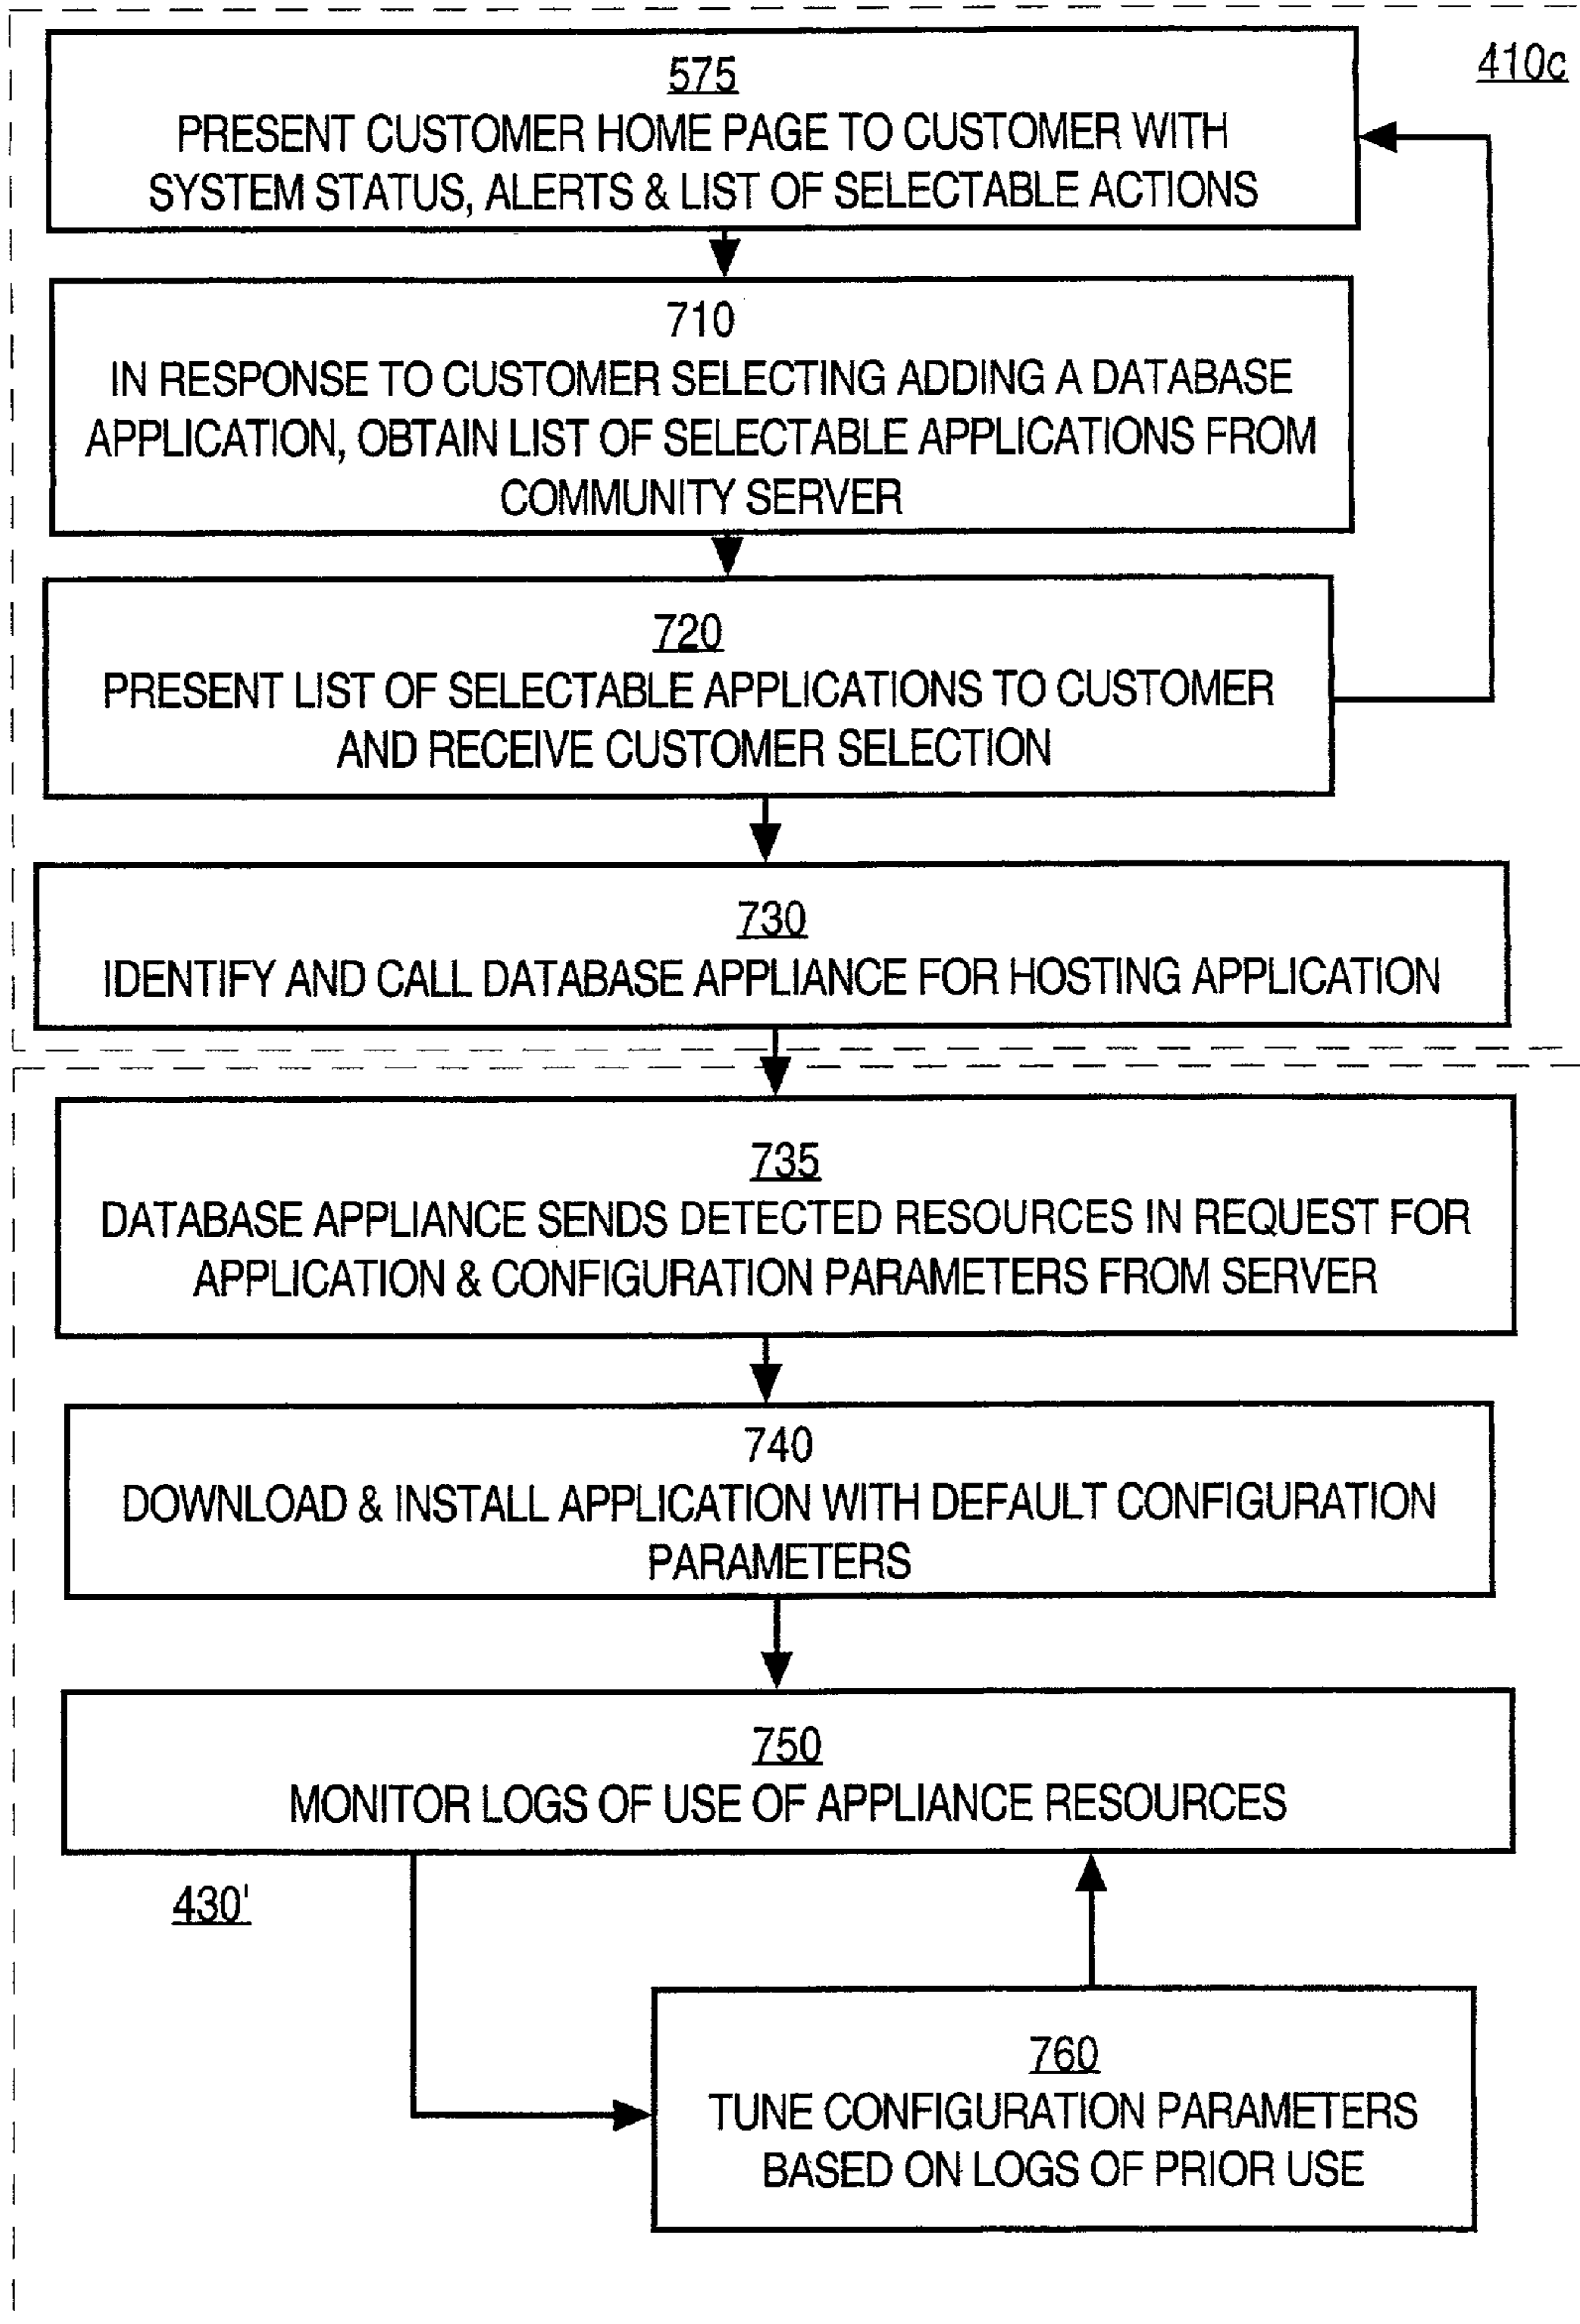 410c
575
PRESENT CUSTOMER HOME PAGE TO CUSTOMER WITH
SYSTEM STATUS, ALERTS & LIST OF SELECTABLE ACTIONS
710
IN RESPONSE TO CUSTOMER SELECTING ADDING A DATABASE
APPLICATION, OBTAIN LIST OF SELECTABLE APPLICATIONS FROM
COMMUNITY SERVER
720
PRESENT LIST OF SELECTABLE APPLICATIONS TO CUSTOMER
AND RECEIVE CUSTOMER SELECTION
730
IDENTIFY AND CALL DATABASE APPLIANCE FOR HOSTING APPLICATION
735
DATABASE APPLIANCE SENDS DETECTED RESOURCES IN REQUEST FOR
APPLICATION & CONFIGURATION PARAMETERS FROM SERVER
740
DOWNLOAD & INSTALL APPLICATION WITH DEFAULT CONFIGURATION
PARAMETERS
750
MONITOR LOGS OF USE OF APPLIANCE RESOURCES
430'
760
TUNE CONFIGURATION PARAMETERS
BASED ON LOGS OF PRIOR USE